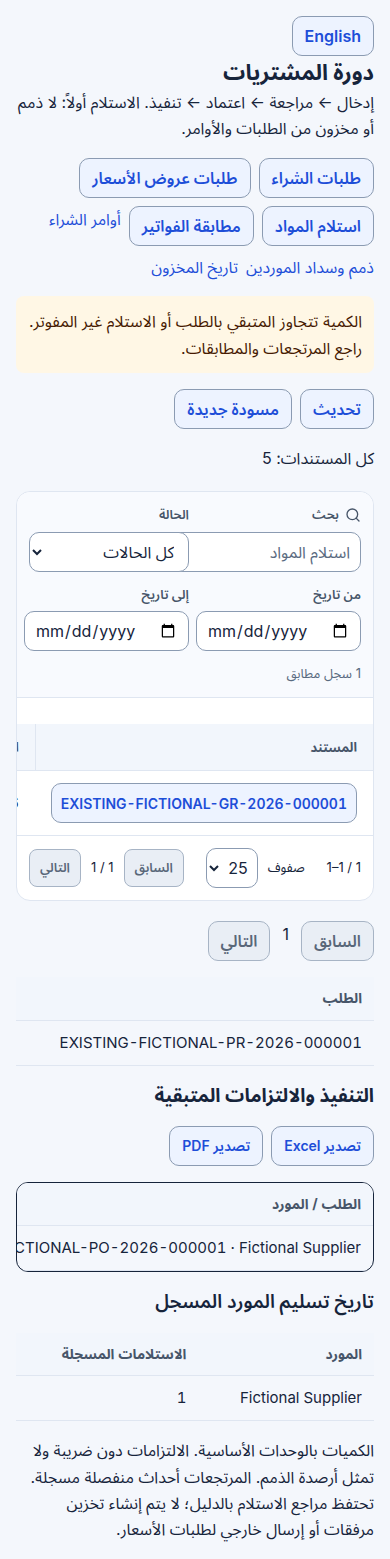 English
دورة المشتريات
إدخال ← مراجعة ← اعتماد ← تنفيذ. الاستلام أولاً: لا ذمم
أو مخزون من الطلبات والأوامر.
طلبات الشراء
طلبات عروض الأسعار
استلام المواد
مطابقة الفواتير
أوامر الشراء
ذمم وسداد الموردين
تاريخ المخزون
الكمية تتجاوز المتبقي بالطلب أو الاستلام غير المفوتر.
راجع المرتجعات والمطابقات.
تحديث
مسودة جديدة
كل المستندات: 5
بحث
الحالة
استلام المواد
كل الحالات
من تاريخ
إلى تاريخ
mm/dd/yyyy
mm/dd/yyyy
1 سجل مطابق
المستند
EXISTING-FICTIONAL-GR-2026-000001
1–1 / 1
صفوف
25
السابق
1 / 1
التالي
السابق
1
التالي
الطلب
EXISTING-FICTIONAL-PR-2026-000001
التنفيذ والالتزامات المتبقية
تصدير Excel
تصدير PDF
الطلب / المورد
CTIONAL-PO-2026-000001 · Fictional Supplier
تاريخ تسليم المورد المسجل
المورد
الاستلامات المسجلة
Fictional Supplier
1
الكميات بالوحدات الأساسية. الالتزامات دون ضريبة ولا
تمثل أرصدة الذمم. المرتجعات أحداث منفصلة مسجلة.
تحتفظ مراجع الاستلام بالدليل؛ لا يتم إنشاء تخزين
مرفقات أو إرسال خارجي لطلبات الأسعار.